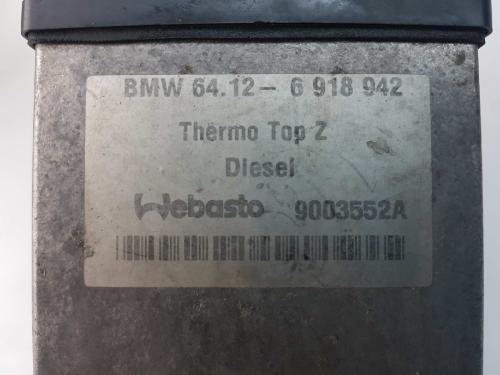 BMW 64.12- 6 918 942
Thermo Top Z
Diesel
Webasto 9003552A